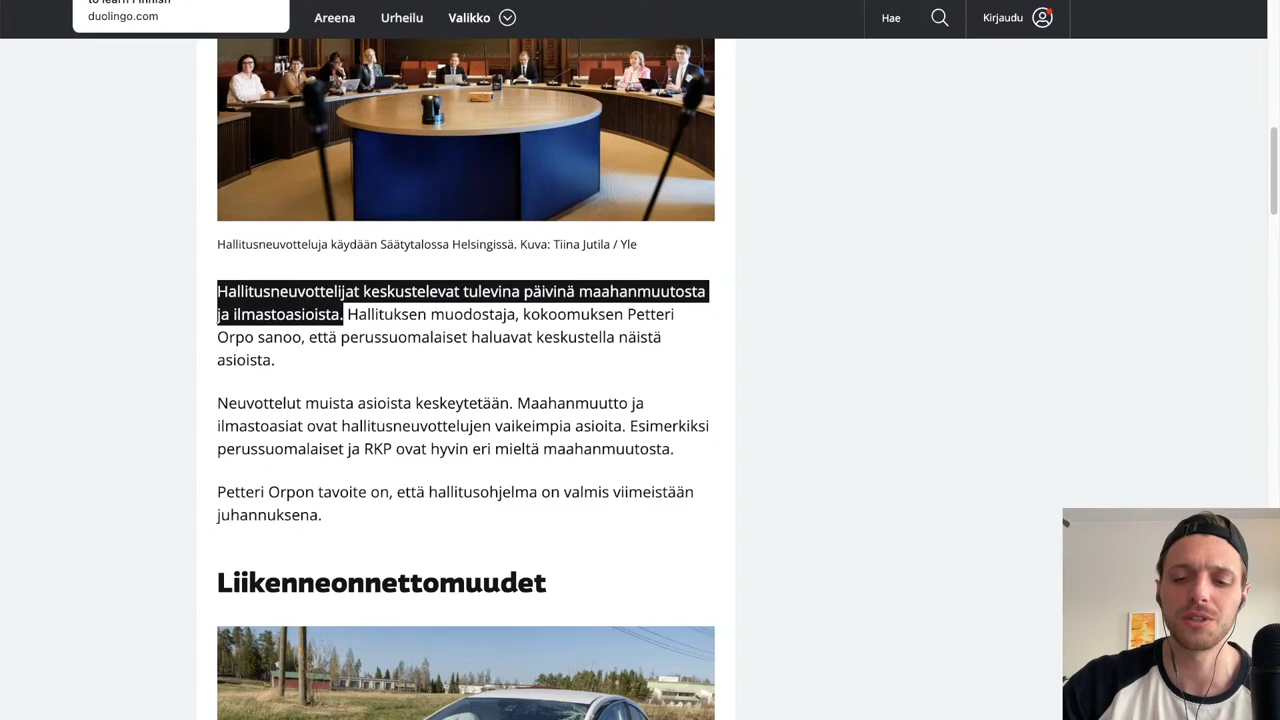 to learn Finnish
duolingo.com
Areena
Urheilu
Valikko
Hae
Kirjaudu
Hallitusneuvotteluja käydään Säätytalossa Helsingissä. Kuva: Tiina Jutila / Yle
Hallitusneuvottelijat keskustelevat tulevina päivinä maahanmuutosta
ja ilmastoasioista. Hallituksen muodostaja, kokoomuksen Petteri
Orpo sanoo, että perussuomalaiset haluavat keskustella näistä
asioista.
Neuvottelut muista asioista keskeytetään. Maahanmuutto ja
ilmastoasiat ovat hallitusneuvottelujen vaikeimpia asioita. Esimerkiksi
perussuomalaiset ja RKP ovat hyvin eri mieltä maahanmuutosta.
Petteri Orpon tavoite on, että hallitusohjelma on valmis viimeistään
juhannuksena.
Liikenneonnettomuudet